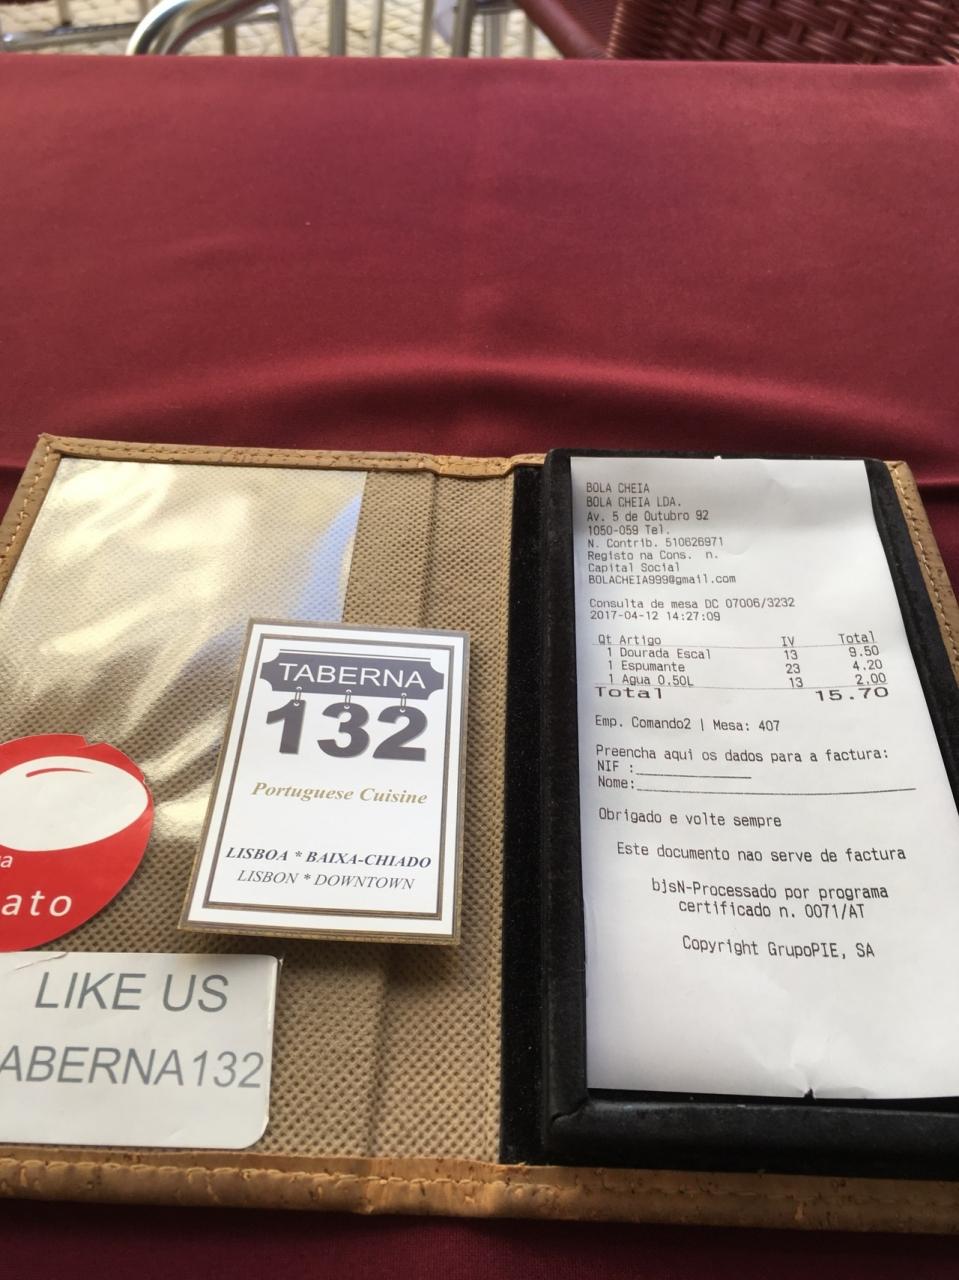 BOLA CHEIA
BOLA CHEIA LDA.
Av. 5 de Outubro 92
1050-059 Tel.
N. Contrib. 510626971
Registo na Cons. n.
Capital Social
BOLACHEIA999@gmail.com
Consulta de mesa DC 07006/3232
2017-04-12 14:27:09
Qt Artigo IV Total
1 Dourada Escal 13 9.50
1 Espumante 23 4.20
1 Agua 0.50L 13 2.00
Total 15.70
Emp. Comando2 | Mesa: 407
Preencha aqui os dados para a factura:
NIF :
Nome:
Obrigado e volte sempre
Este documento nao serve de factura
bjsN-Processado por programa
certificado n. 0071/AT
Copyright GrupoPIE, SA
TABERNA
132
Portuguese Cuisine
LISBOA * BAIXA-CHIADO
LISBON * DOWNTOWN
a
ato
LIKE US
ABERNA132